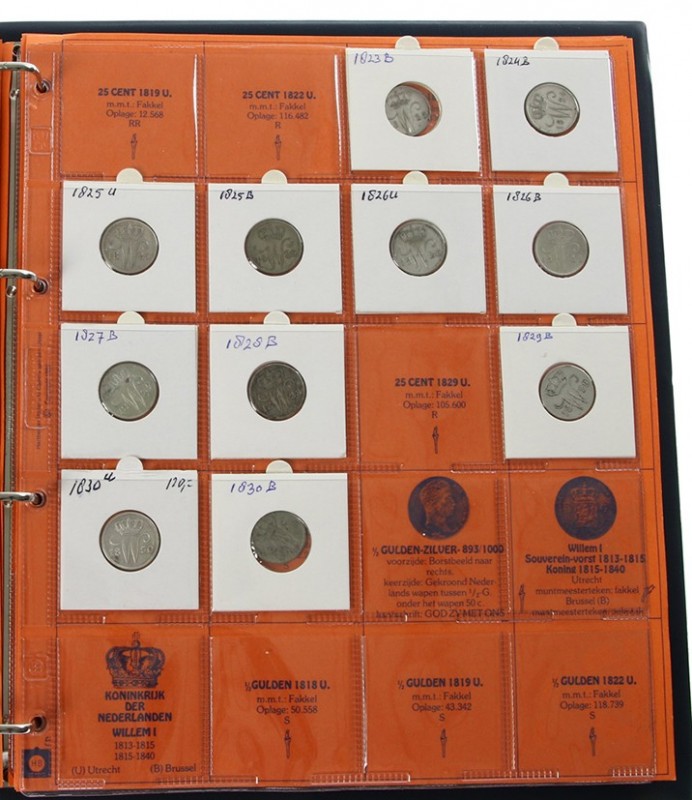 25 CENT 1819 U.
m.m.t.: Fakkel
Oplage: 12.568
RR
25 CENT 1822 U.
m.m.t.: Fakkel
Oplage: 116.482
R
1823 B
1824 B
1825 U
1825 B
1826 U
1826 B
1827 B
1828 B
25 CENT 1829 U.
m.m.t.: Fakkel
Oplage: 105.600
R
1829 B
1830 U 120,-
1830 B
½ GULDEN-ZILVER- 893/1000
voorzijde: Borstbeeld naar
rechts.
keerzijde: Gekroond Neder
lands wapen tussen ½-G.
onder het wapen 50 c.
GOD ZY MET ONS
Willem I
Souverein-vorst 1813-1815
Koning 1815-1840
Utrecht
muntmeesterteken: fakkel
Brussel (B)
KONINKRIJK
DER
NEDERLANDEN
WILLEM I
1813-1815
1815-1840
(U) Utrecht (B) Brussel
½ GULDEN 1818 U.
m.m.t.: Fakkel
Oplage: 50.558
S
½ GULDEN 1819 U.
m.m.t.: Fakkel
Oplage: 43.342
S
½ GULDEN 1822 U.
m.m.t.: Fakkel
Oplage: 118.739
S